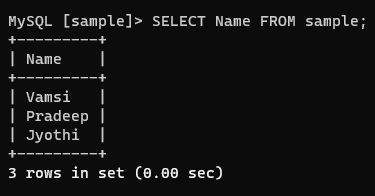 MySQL [sample]> SELECT Name FROM sample;
+---------+
| Name    |
+---------+
| Vamsi   |
| Pradeep |
| Jyothi  |
+---------+
3 rows in set (0.00 sec)